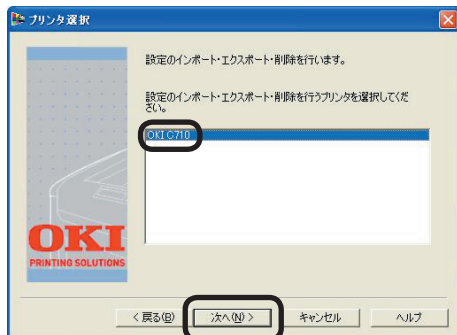 プリンタ選択
設定のインポート・エクスポート・削除を行います。
設定のインポート・エクスポート・削除を行うプリンタを選択してくだ
さい。
OKI C710
OKI
PRINTING SOLUTIONS
< 戻る(B)
次へ(N) >
キャンセル
ヘルプ